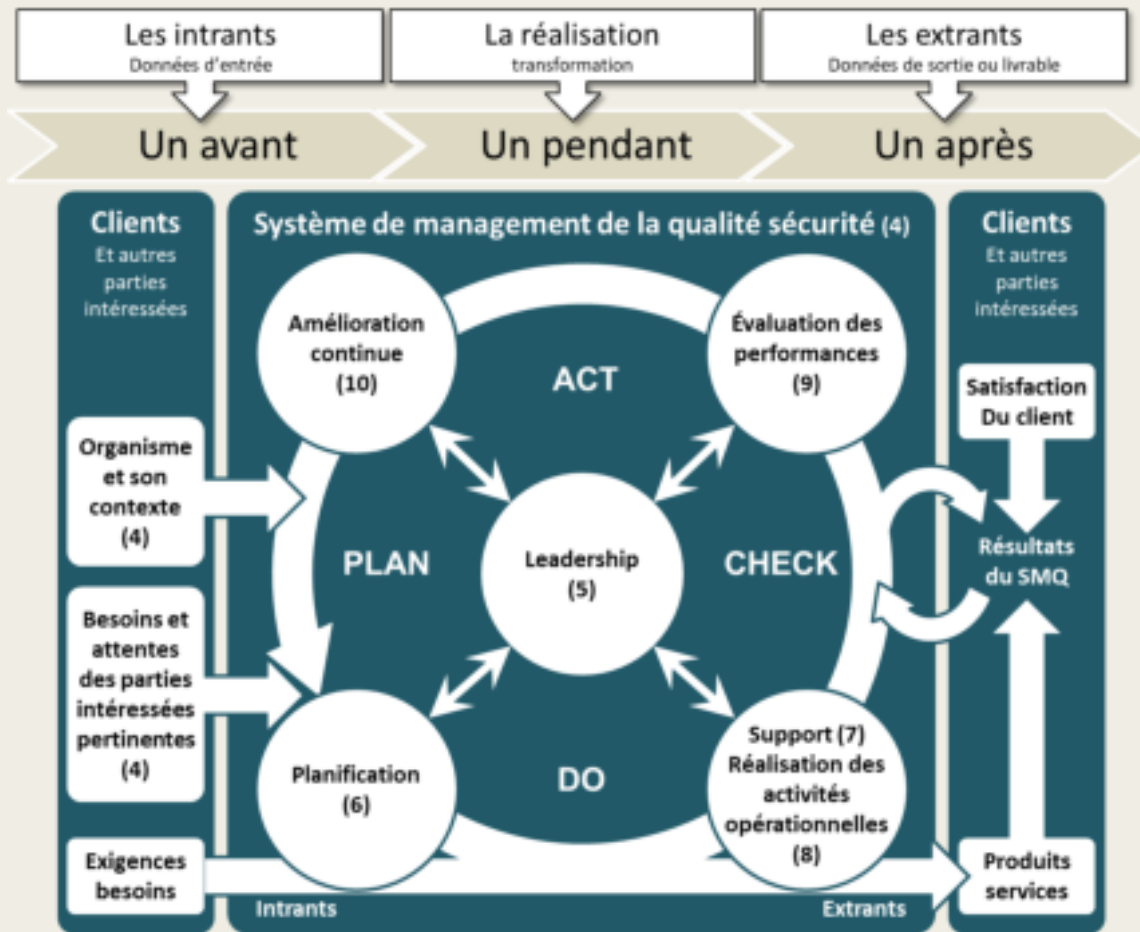 Les intrants
Données d'entrée
La réalisation
transformation
Les extrants
Données de sortie ou livrable
Un avant
Un pendant
Un après
Clients
Et autres
parties
intéressées
Organisme
et son
contexte
(4)
Besoins et
attentes
des parties
intéressées
pertinentes
(4)
Exigences
besoins
Système de management de la qualité sécurité (4)
Amélioration
continue
(10)
ACT
Évaluation des
performances
(9)
PLAN
Leadership
(5)
CHECK
Planification
(6)
DO
Support (7)
Réalisation des
activités
opérationnelles
(8)
Intrants
Extrants
Clients
Et autres
parties
intéressées
Satisfaction
Du client
Résultats
du SMQ
Produits
services